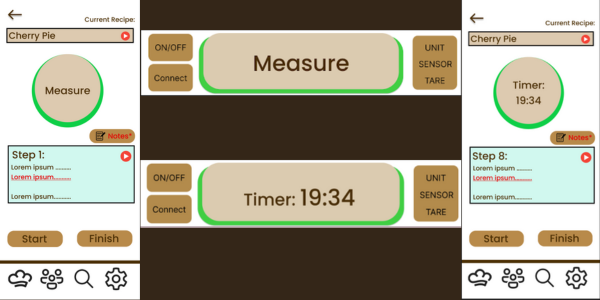 Current Recipe:
Cherry Pie
Measure
Notes*
Step 1:
Lorem ipsum ..........
Lorem ipsum..........
Lorem ipsum..........
Start
Finish
ON/OFF
Connect
Measure
UNIT
SENSOR
TARE
ON/OFF
Connect
Timer: 19:34
UNIT
SENSOR
TARE
Current Recipe:
Cherry Pie
Timer:
19:34
Notes*
Step 8:
Lorem ipsum ..........
Lorem ipsum..........
Lorem ipsum..........
Start
Finish